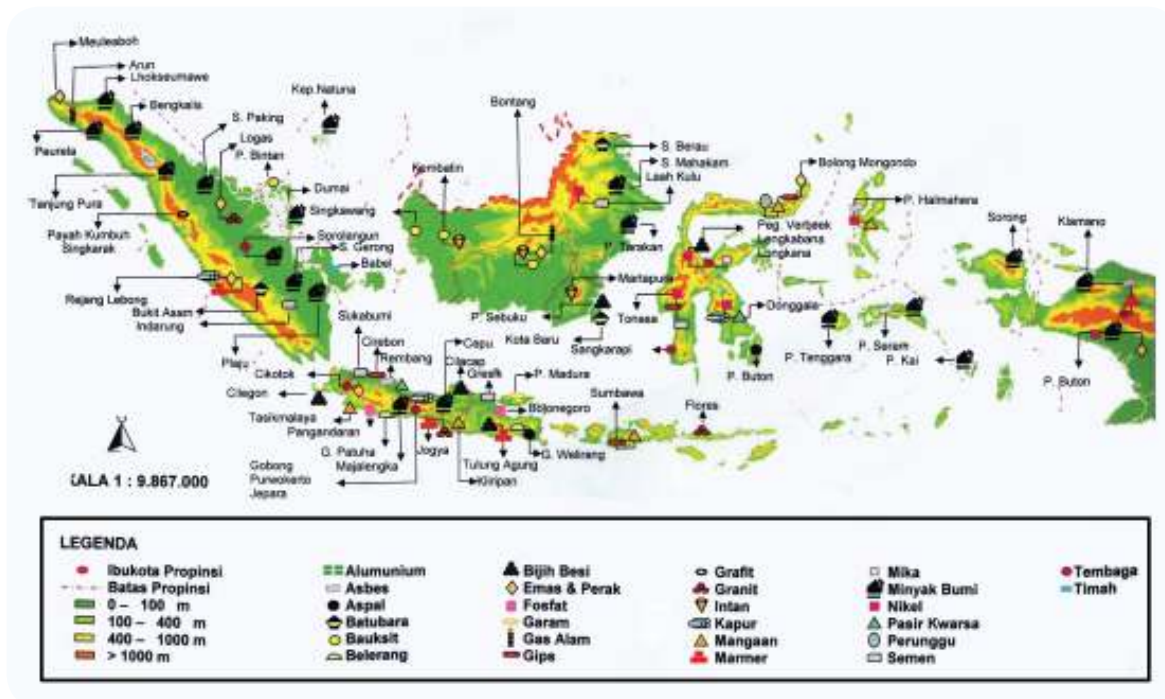 Meuleaboh
Arun
Lhokseumawe
Bengkalis
Kep.Natuna
S. Paking
Logas
P. Bintan
Peurela
Tanjung Pura
Payah Kumbuh
Singkarak
Dumai
Singkawang
Sorolangun
S. Gerong
Babel
Rejang Lebong
Bukit Asam
Indarung
Plaju
Kembatin
Bontang
S. Berau
S. Mahakam
Loah Kulu
P. Tarakan
Martapura
P. Sebuku
Kota Baru
Sangkarapi
Tonasa
Bolong Mongondo
P. Halmahera
Peg. Verbeek
Lengkabana
Longkana
Donggala
P. Buton
Sorong
Klamano
P. Tenggara
P. Seram
P. Kai
P. Buton
Sukabumi
Cirebon
Rembang
Cepu
Cilacap
Gresik
P. Madura
Cikotok
Cilegon
Tasikmalaya
Pangandaran
G. Patuha
Majalengka
Jogya
Bojonegoro
Tulung Agung
Kliripan
G. Welirang
Sumbawa
Flores
Gobong
Purwokerto
Jepara
KALA 1 : 9.867.000
LEGENDA
Ibukota Propinsi
Batas Propinsi
0 – 100 m
100 – 400 m
400 – 1000 m
> 1000 m
Alumunium
Asbes
Aspal
Batubara
Bauksit
Belerang
Bijih Besi
Emas & Perak
Fosfat
Garam
Gas Alam
Gips
Grafit
Granit
Intan
Kapur
Mangaan
Marmer
Mika
Minyak Bumi
Nikel
Pasir Kwarsa
Perunggu
Semen
Tembaga
Timah